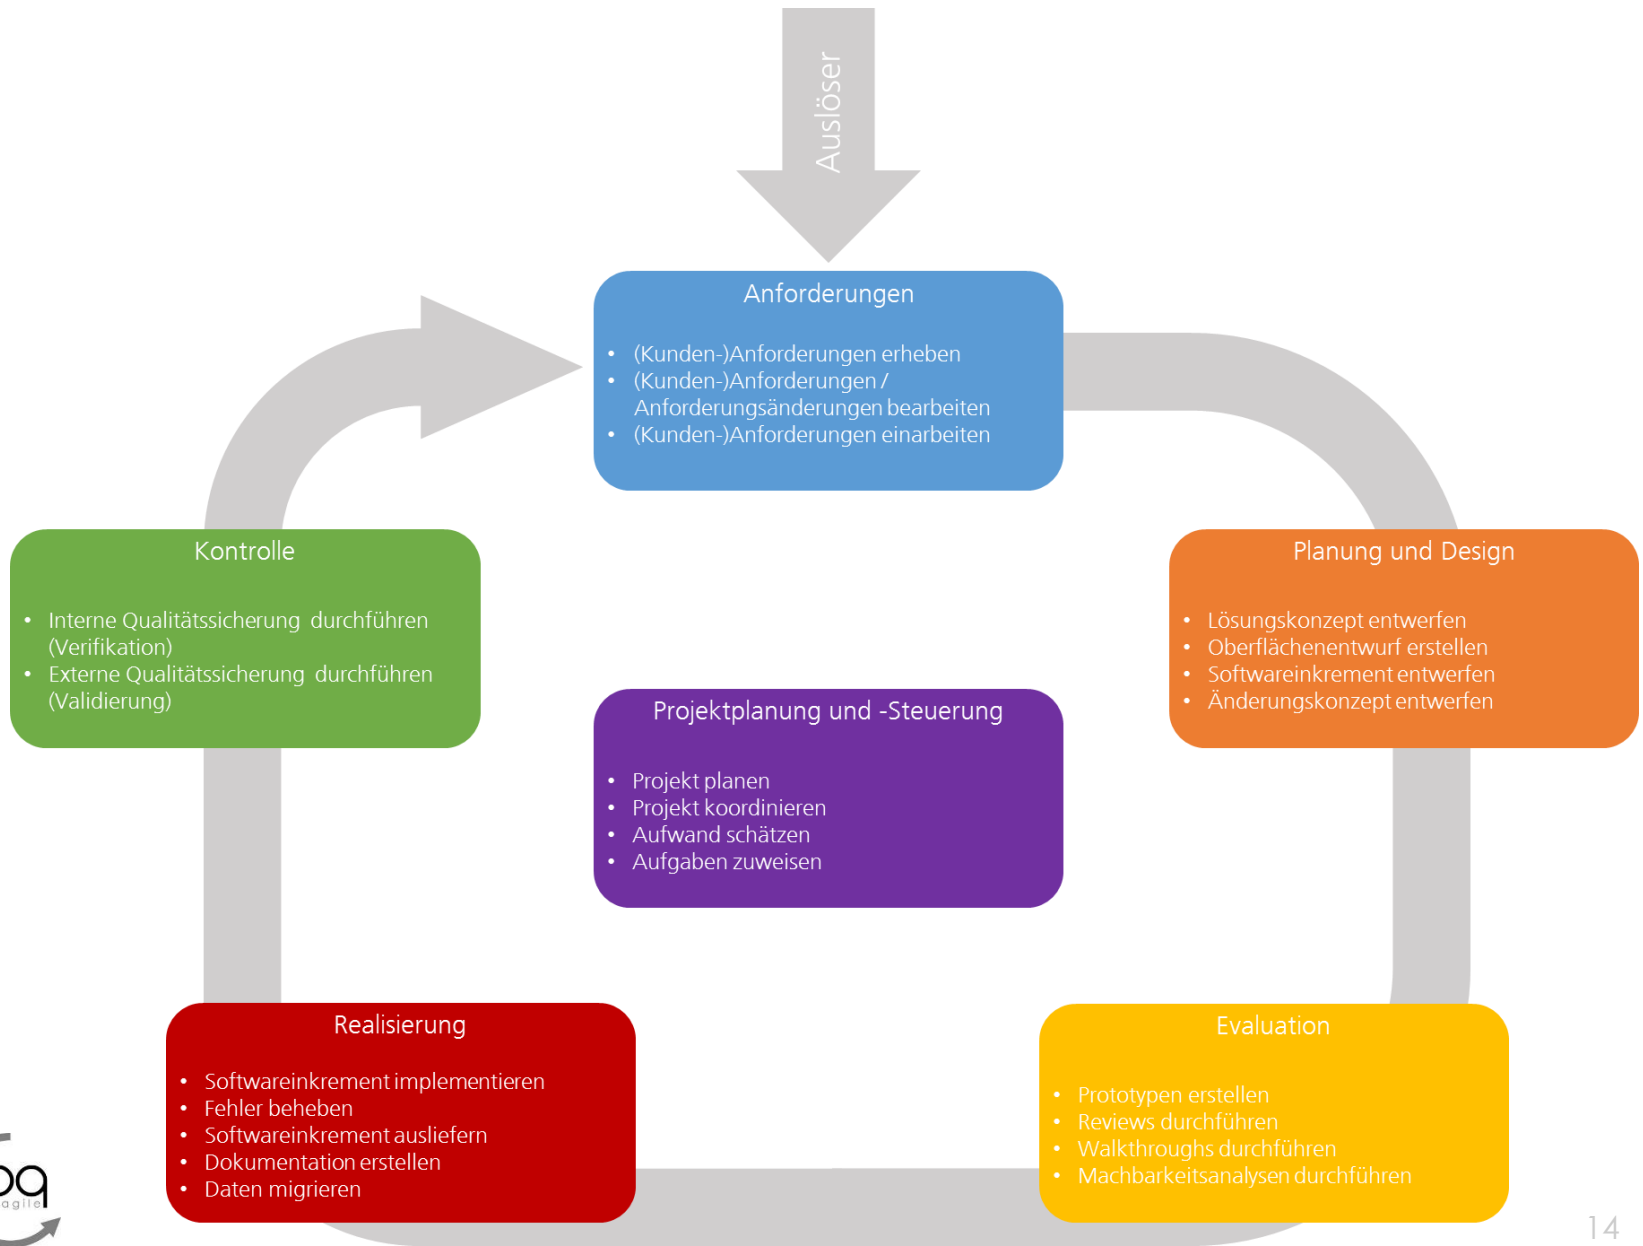 Auslöser
Anforderungen
• (Kunden-)Anforderungen erheben
• (Kunden-)Anforderungen /
Anforderungsänderungen bearbeiten
• (Kunden-)Anforderungen einarbeiten
Kontrolle
• Interne Qualitätssicherung durchführen
(Verifikation)
• Externe Qualitätssicherung durchführen
(Validierung)
Planung und Design
• Lösungskonzept entwerfen
• Oberflächenentwurf erstellen
• Softwareinkrement entwerfen
• Änderungskonzept entwerfen
Projektplanung und -Steuerung
• Projekt planen
• Projekt koordinieren
• Aufwand schätzen
• Aufgaben zuweisen
Realisierung
• Softwareinkrement implementieren
• Fehler beheben
• Softwareinkrement ausliefern
• Dokumentation erstellen
• Daten migrieren
Evaluation
• Prototypen erstellen
• Reviews durchführen
• Walkthroughs durchführen
• Machbarkeitsanalysen durchführen
agile
14